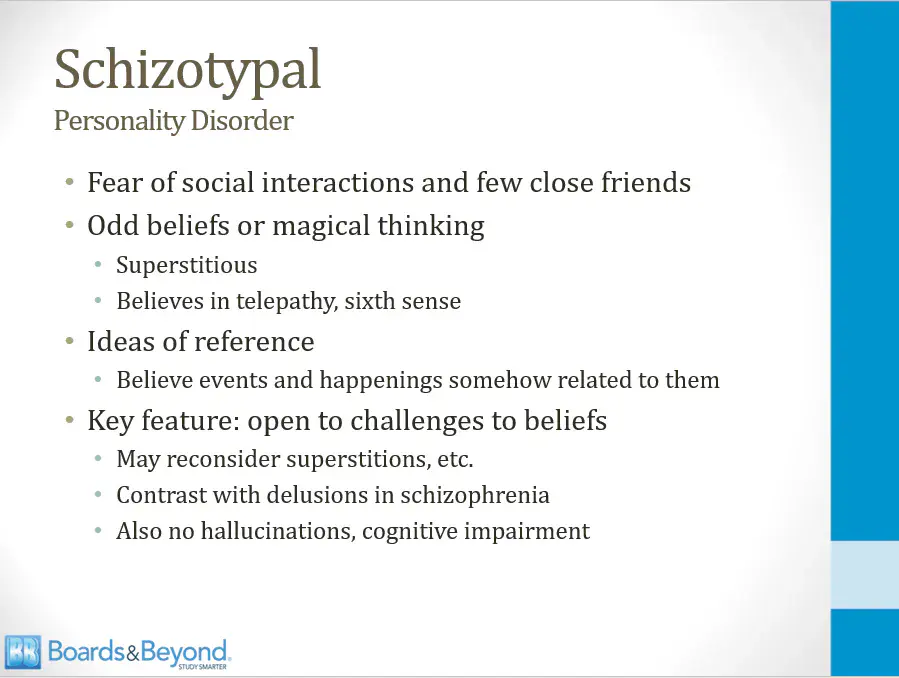 Schizotypal
Personality Disorder
• Fear of social interactions and few close friends
• Odd beliefs or magical thinking
• Superstitious
• Believes in telepathy, sixth sense
• Ideas of reference
• Believe events and happenings somehow related to them
• Key feature: open to challenges to beliefs
• May reconsider superstitions, etc.
• Contrast with delusions in schizophrenia
• Also no hallucinations, cognitive impairment
BB Boards&Beyond.
STUDY SMARTER